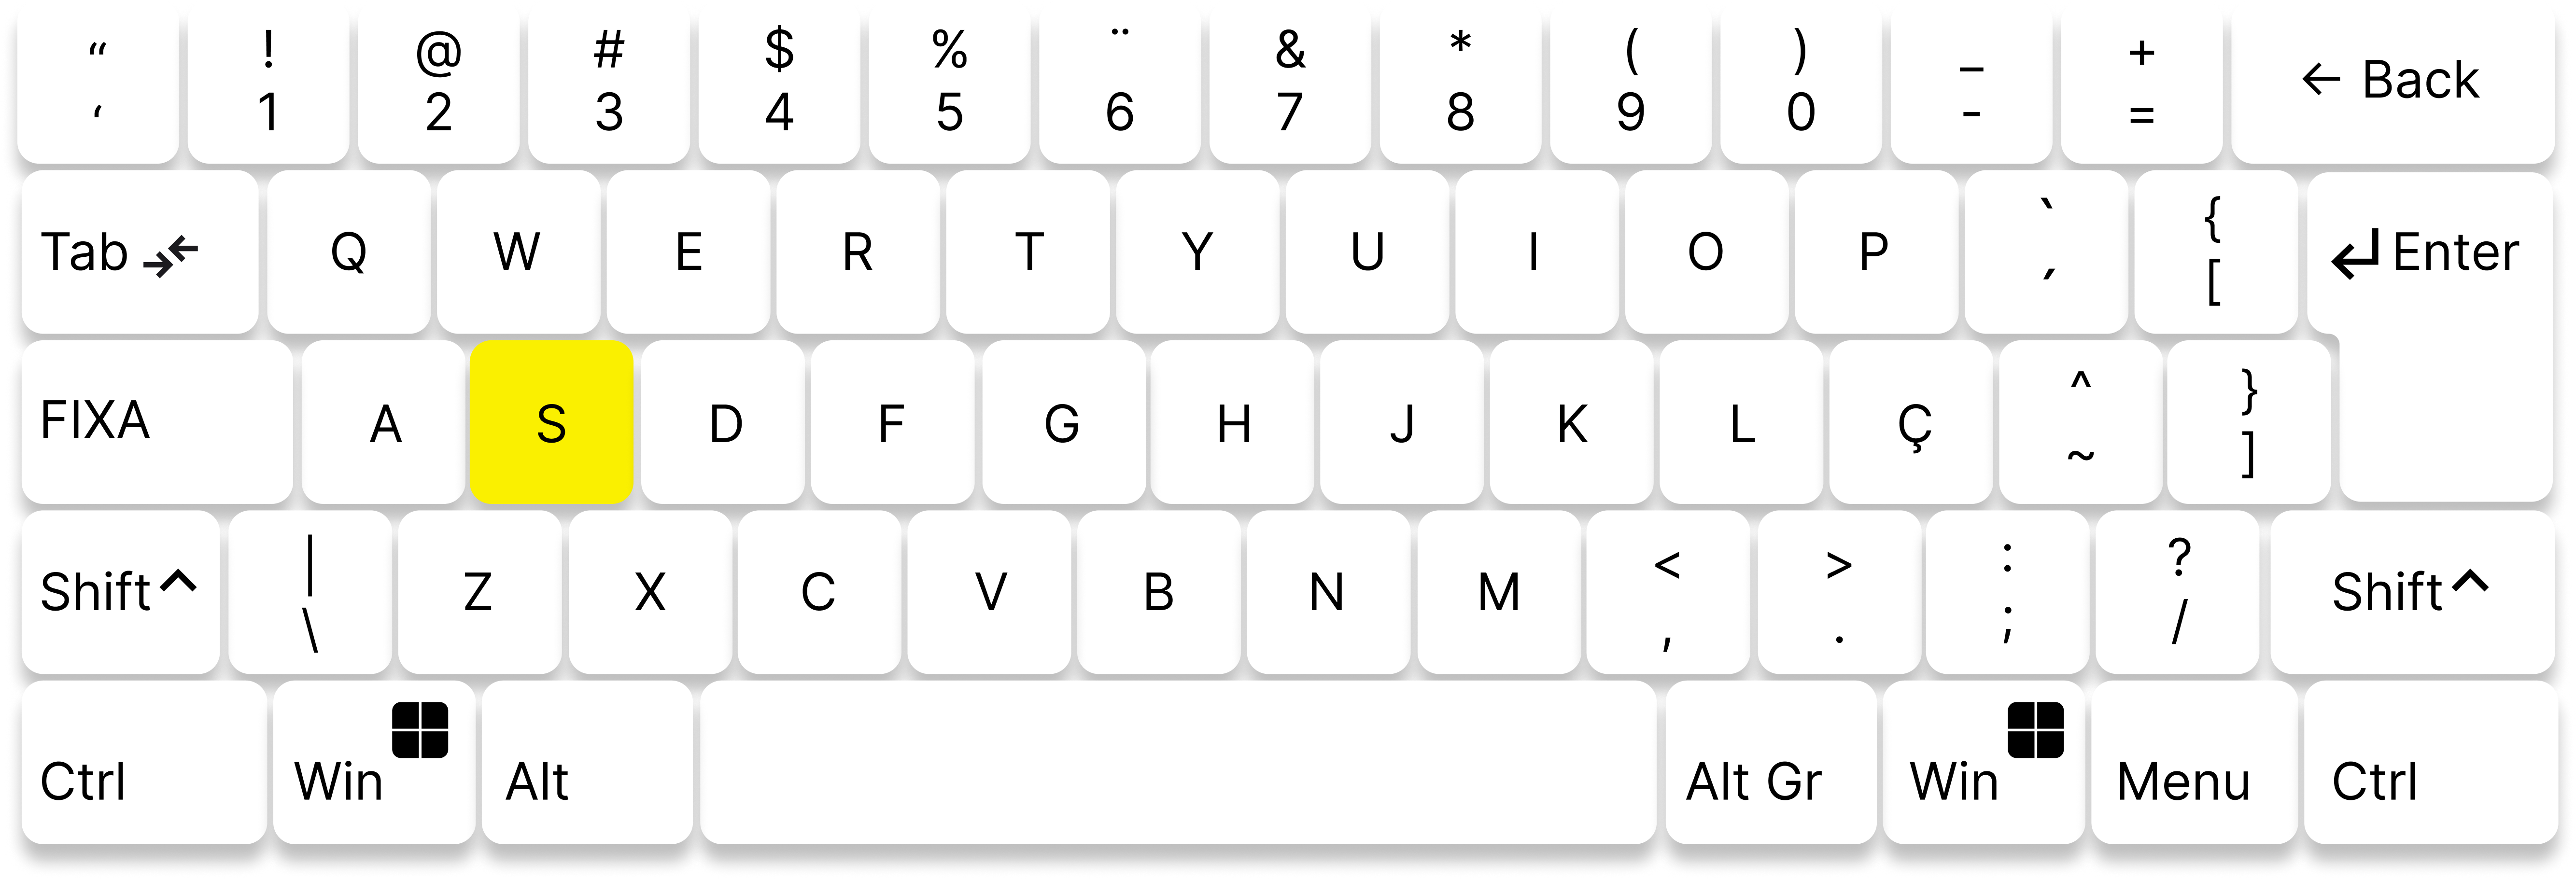 “ ! @ # $ % ¨ & * ( ) _ +
‘ 1 2 3 4 5 6 7 8 9 0 - = ← Back
Tab Q W E R T Y U I O P ` ´ { [ Enter
FIXA A S D F G H J K L Ç ^ ~ } ]
Shift | \ Z X C V B N M < , > . : ; ? / Shift
Ctrl Win Alt Alt Gr Win Menu Ctrl